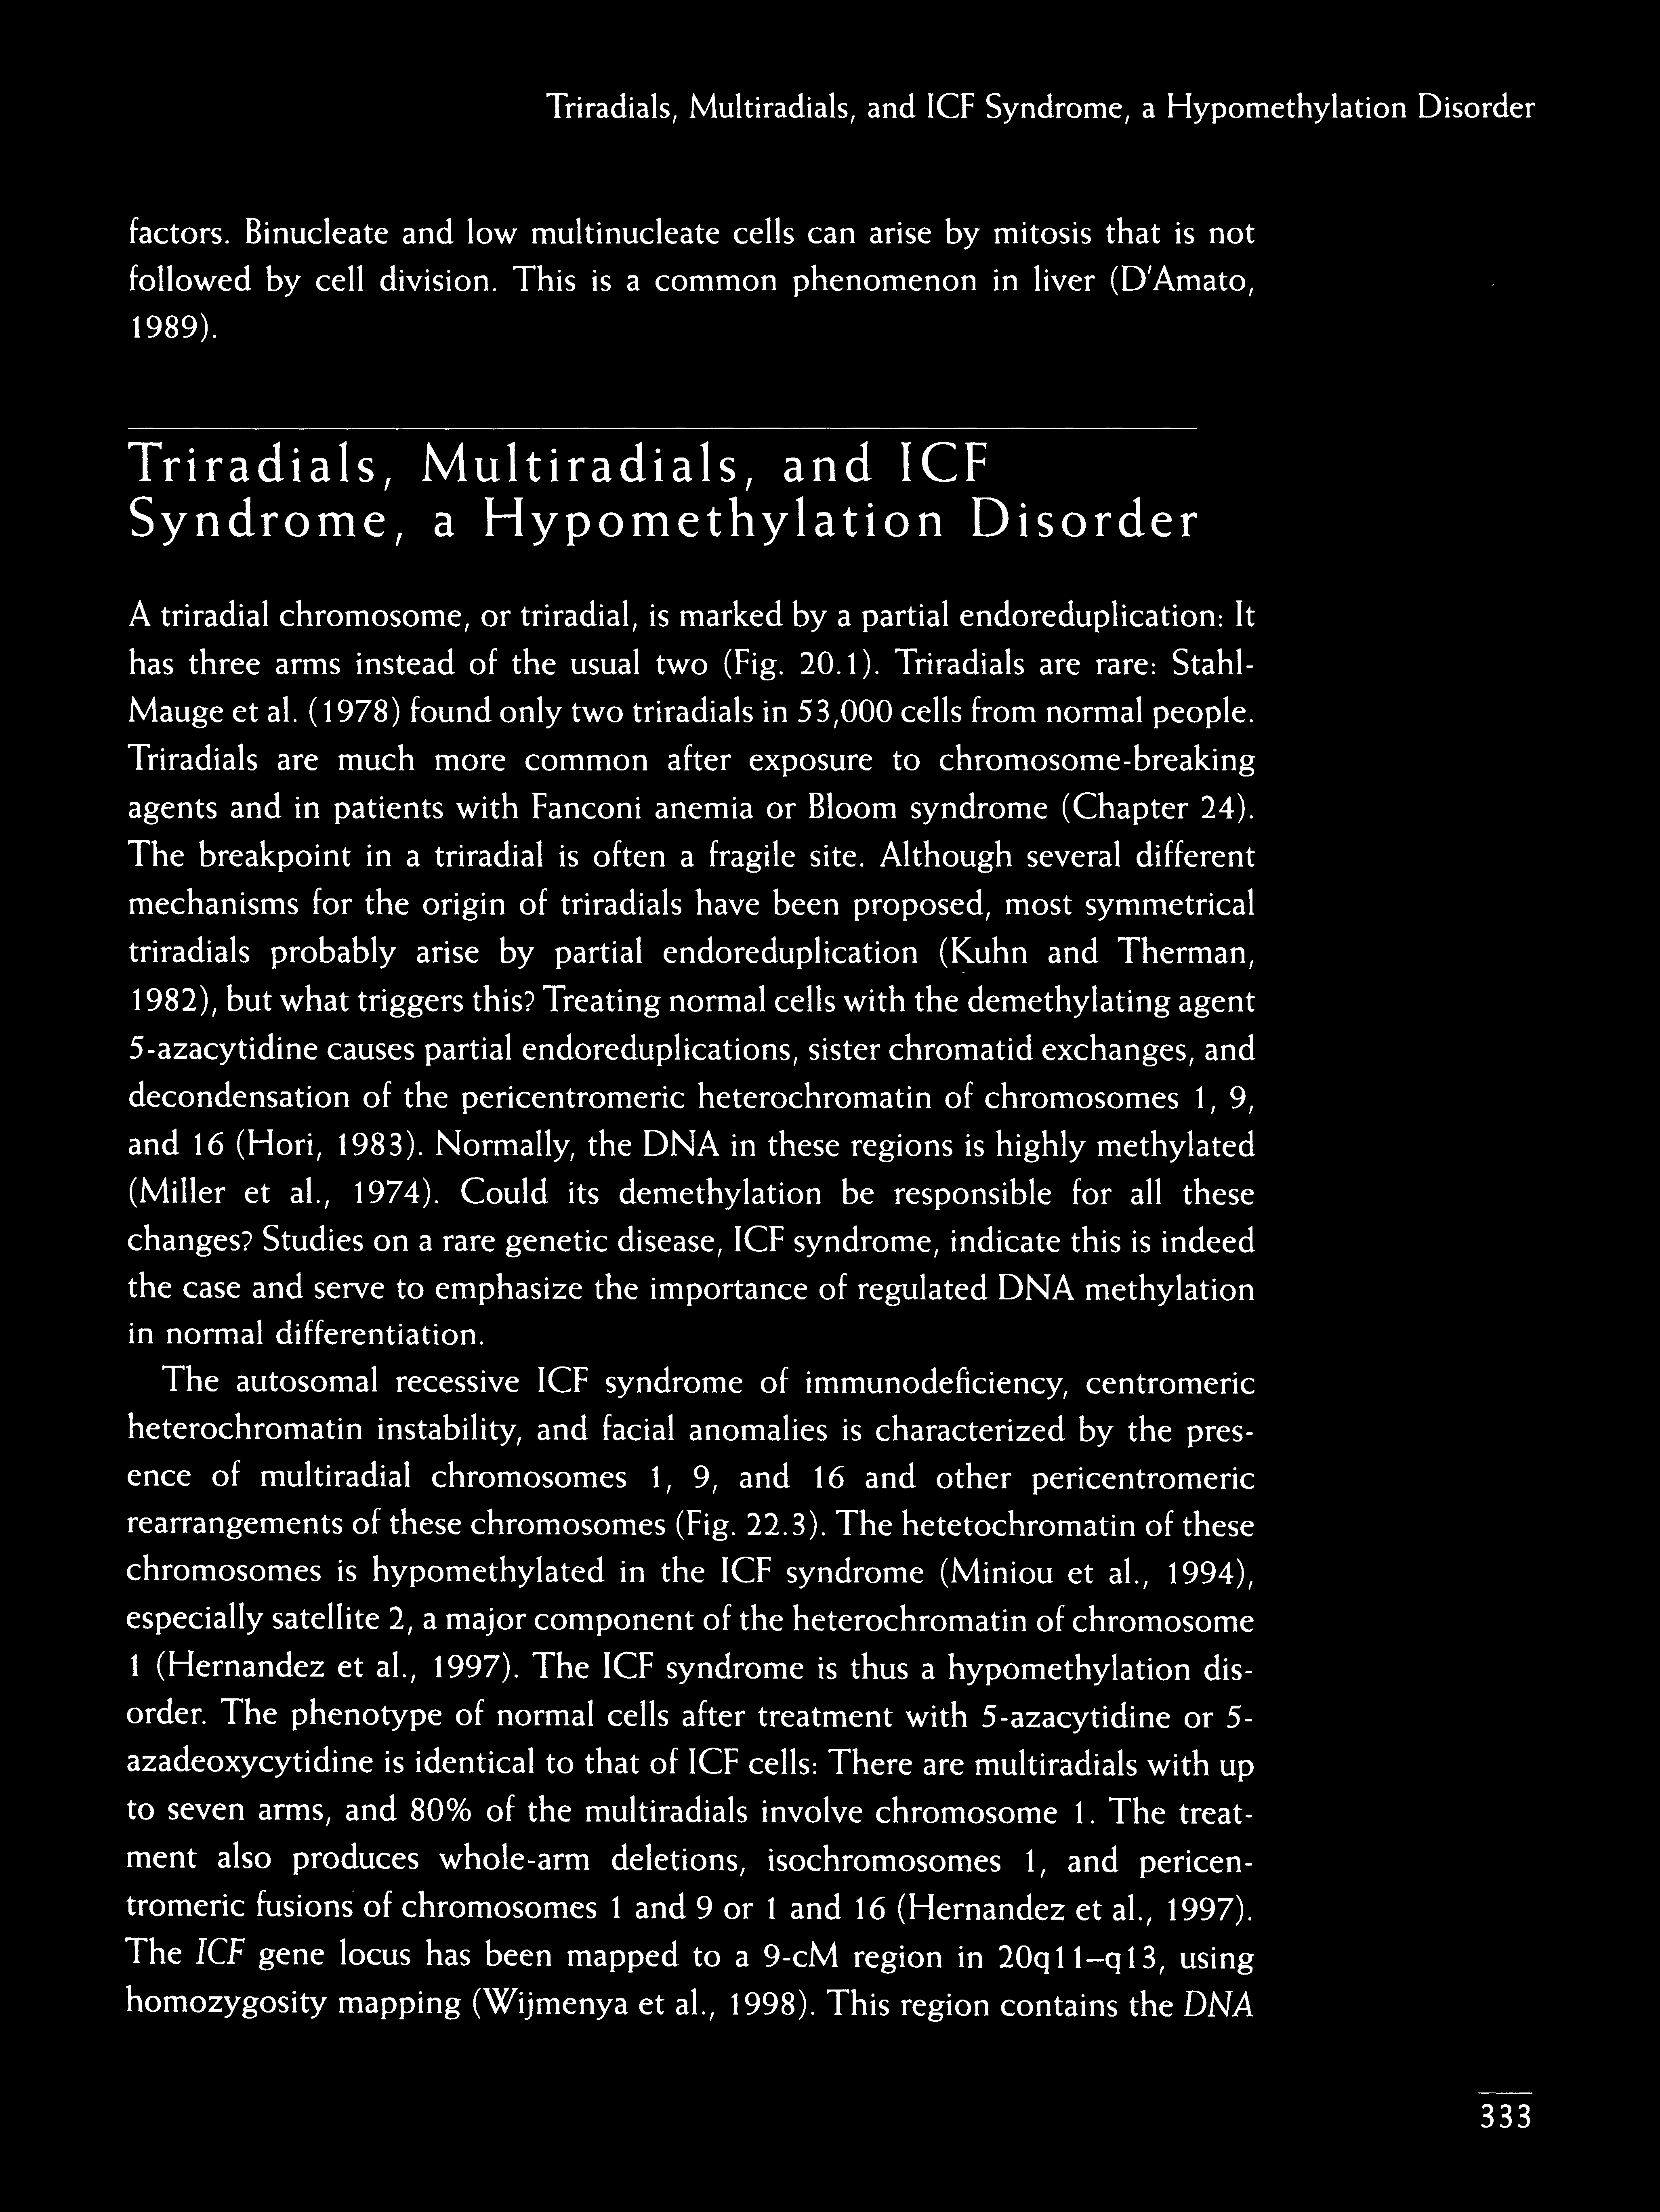 Triradials, Multiradials, and ICF Syndrome, a Hypomethylation Disorder
factors. Binucleate and low multinucleate cells can arise by mitosis that is not
followed by cell division. This is a common phenomenon in liver (D'Amato,
1989).
Triradials, Multiradials, and ICF
Syndrome, a Hypomethylation Disorder
A triradial chromosome, or triradial, is marked by a partial endoreduplication: It
has three arms instead of the usual two (Fig. 20.1). Triradials are rare: Stahl-
Mauge et al. (1978) found only two triradials in 53,000 cells from normal people.
Triradials are much more common after exposure to chromosome-breaking
agents and in patients with Fanconi anemia or Bloom syndrome (Chapter 24).
The breakpoint in a triradial is often a fragile site. Although several different
mechanisms for the origin of triradials have been proposed, most symmetrical
triradials probably arise by partial endoreduplication (Kuhn and Therman,
1982), but what triggers this? Treating normal cells with the demethylating agent
5-azacytidine causes partial endoreduplications, sister chromatid exchanges, and
decondensation of the pericentromeric heterochromatin of chromosomes 1, 9,
and 16 (Hori, 1983). Normally, the DNA in these regions is highly methylated
(Miller et al., 1974). Could its demethylation be responsible for all these
changes? Studies on a rare genetic disease, ICF syndrome, indicate this is indeed
the case and serve to emphasize the importance of regulated DNA methylation
in normal differentiation.
The autosomal recessive ICF syndrome of immunodeficiency, centromeric
heterochromatin instability, and facial anomalies is characterized by the pres-
ence of multiradial chromosomes 1, 9, and 16 and other pericentromeric
rearrangements of these chromosomes (Fig. 22.3). The hetetochromatin of these
chromosomes is hypomethylated in the ICF syndrome (Miniou et al., 1994),
especially satellite 2, a major component of the heterochromatin of chromosome
1 (Hernandez et al., 1997). The ICF syndrome is thus a hypomethylation dis-
order. The phenotype of normal cells after treatment with 5-azacytidine or 5-
azadeoxycytidine is identical to that of ICF cells: There are multiradials with up
to seven arms, and 80% of the multiradials involve chromosome 1. The treat-
ment also produces whole-arm deletions, isochromosomes 1, and pericen-
tromeric fusions of chromosomes 1 and 9 or 1 and 16 (Hernandez et al., 1997).
The ICF gene locus has been mapped to a 9-cM region in 20q11–q13, using
homozygosity mapping (Wijmenya et al., 1998). This region contains the DNA
333